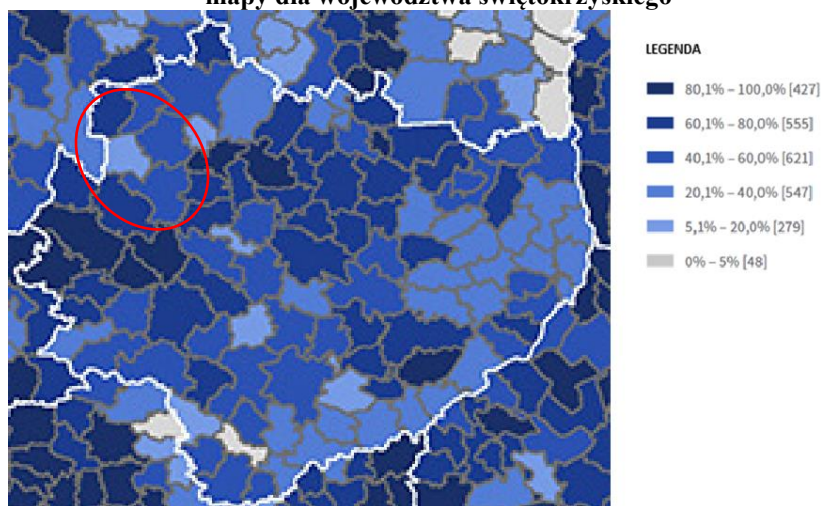 mapy dla województwa świętokrzyskiego
LEGENDA
80,1% – 100,0% [427]
60,1% – 80,0% [555]
40,1% – 60,0% [621]
20,1% – 40,0% [547]
5,1% – 20,0% [279]
0% – 5% [48]